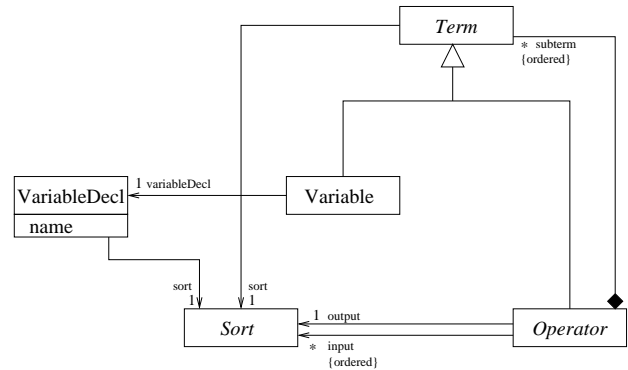 Term
* subterm
{ordered}
1 variableDecl
VariableDecl
Variable
name
sort
1
sort
1
Sort
1 output
Operator
* input
{ordered}